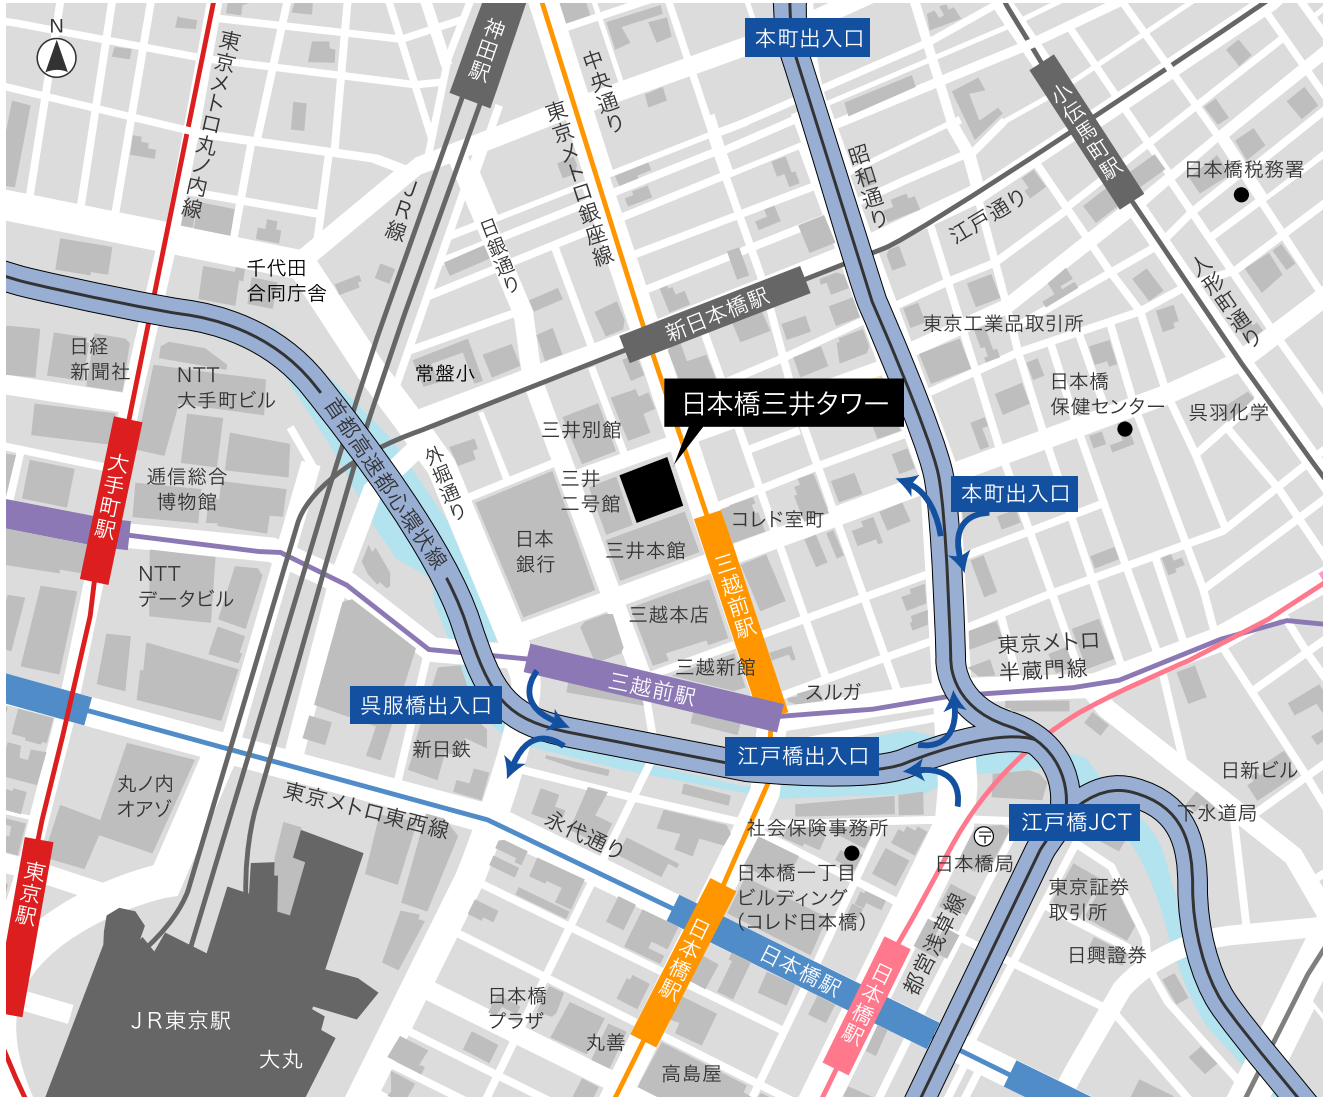 N
神田駅
本町出入口
東京メトロ丸ノ内線
中央通り
東京メトロ銀座線
小伝馬町駅
日本橋税務署
昭和通り
JR線
江戸通り
日銀通り
千代田
合同庁舎
人形町通り
新日本橋駅
東京工業品取引所
日経
新聞社
NTT
大手町ビル
常盤小
日本橋
保健センター
呉羽化学
日本橋三井タワー
首都高速都心環状線
三井別館
外堀通り
大手町駅
逓信総合
博物館
三井
二号館
本町出入口
コレド室町
日本
銀行
三井本館
三越前駅
NTT
データビル
三越本店
東京メトロ
半蔵門線
三越新館
三越前駅
スルガ
呉服橋出入口
新日鉄
江戸橋出入口
丸ノ内
オアゾ
東京メトロ東西線
永代通り
日新ビル
下水道局
社会保険事務所
江戸橋JCT
〒
日本橋局
東京駅
日本橋一丁目
ビルディング
(コレド日本橋)
東京証券
取引所
都営浅草線
日興證券
日本橋駅
日本橋駅
日本橋駅
日本橋
プラザ
JR東京駅
丸善
大丸
高島屋